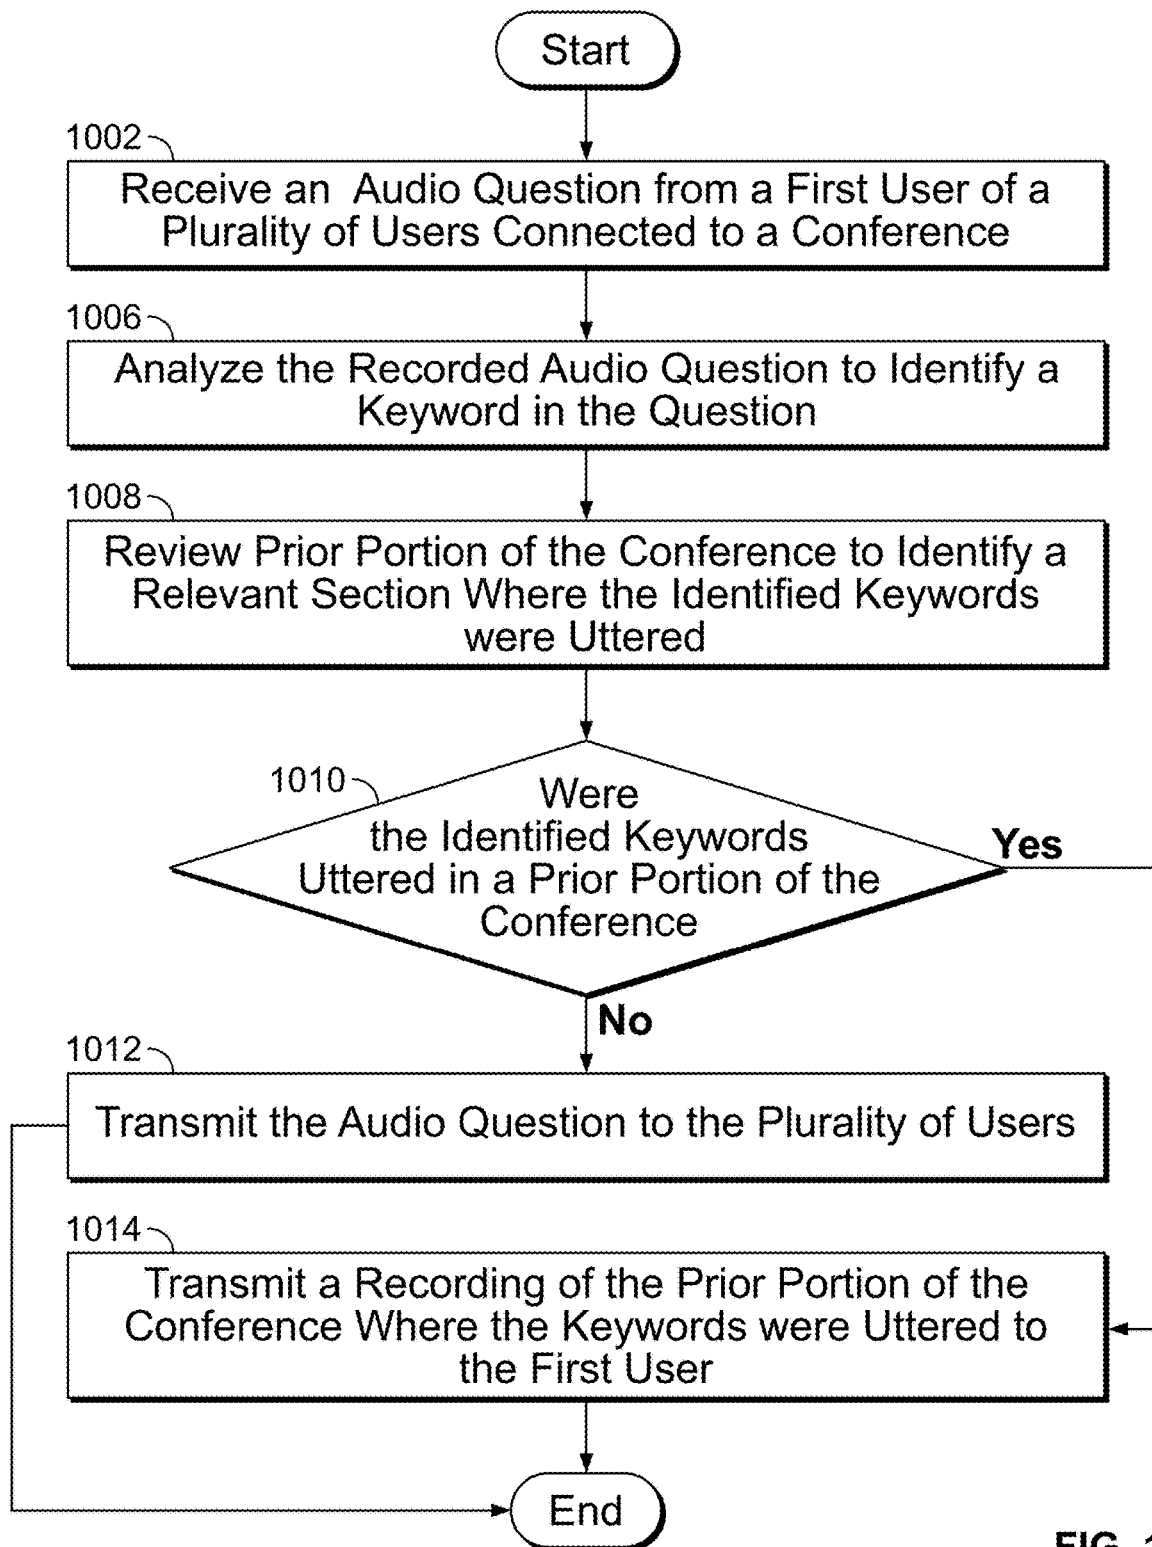 Start
1002
Receive an Audio Question from a First User of a
Plurality of Users Connected to a Conference
1006
Analyze the Recorded Audio Question to Identify a
Keyword in the Question
1008
Review Prior Portion of the Conference to Identify a
Relevant Section Where the Identified Keywords
were Uttered
1010
Were
the Identified Keywords
Uttered in a Prior Portion of the
Conference
Yes
No
1012
Transmit the Audio Question to the Plurality of Users
1014
Transmit a Recording of the Prior Portion of the
Conference Where the Keywords were Uttered to
the First User
End
FIG.